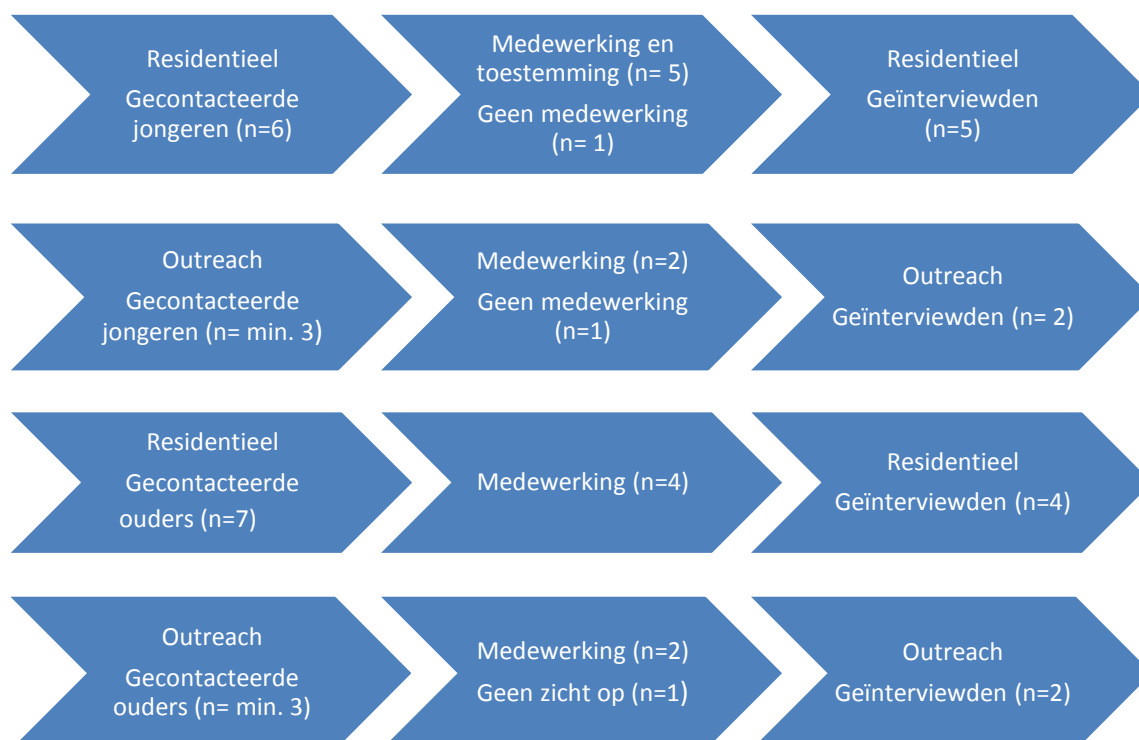 Residentieel
Gecontacteerde
jongeren (n=6)
Medewerking en
toestemming (n= 5)
Geen medewerking
(n= 1)
Residentieel
Geïnterviewden
(n=5)
Outreach
Gecontacteerde
jongeren (n= min. 3)
Medewerking (n=2)
Geen medewerking
(n=1)
Outreach
Geïnterviewden (n= 2)
Residentieel
Gecontacteerde
ouders (n=7)
Medewerking (n=4)
Residentieel
Geïnterviewden (n=4)
Outreach
Gecontacteerde
ouders (n= min. 3)
Medewerking (n=2)
Geen zicht op (n=1)
Outreach
Geïnterviewden (n=2)